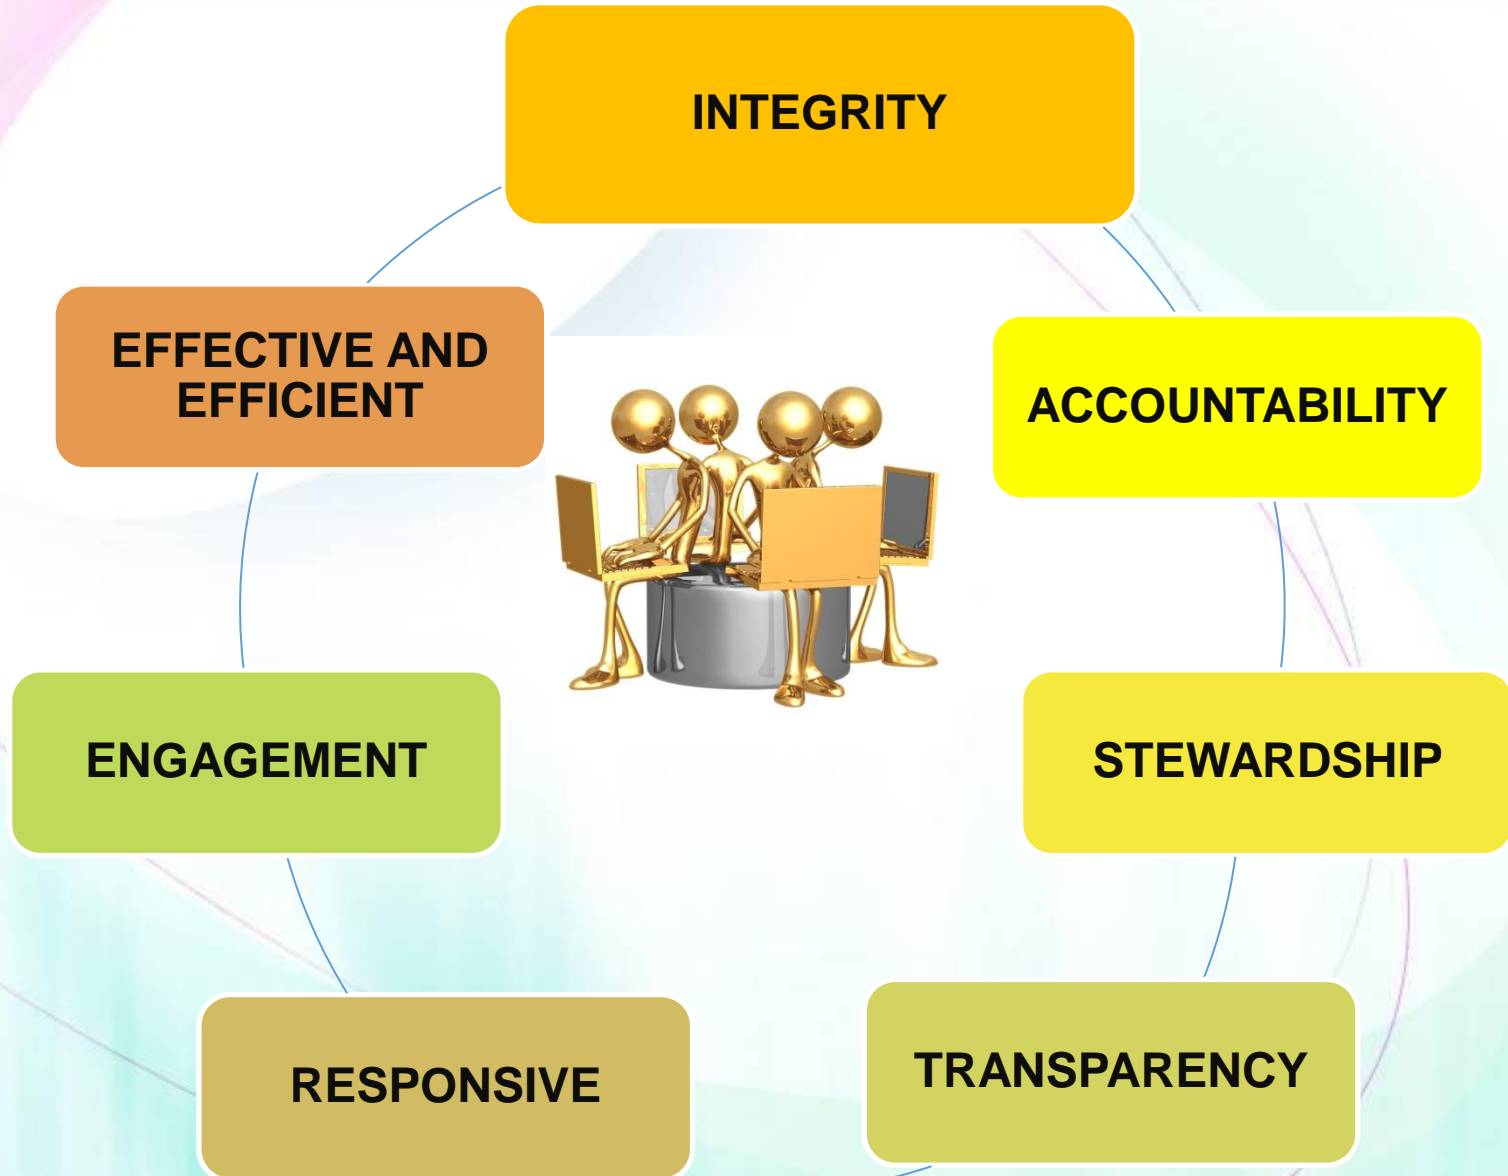 INTEGRITY
EFFECTIVE AND
EFFICIENT
ACCOUNTABILITY
ENGAGEMENT
STEWARDSHIP
RESPONSIVE
TRANSPARENCY